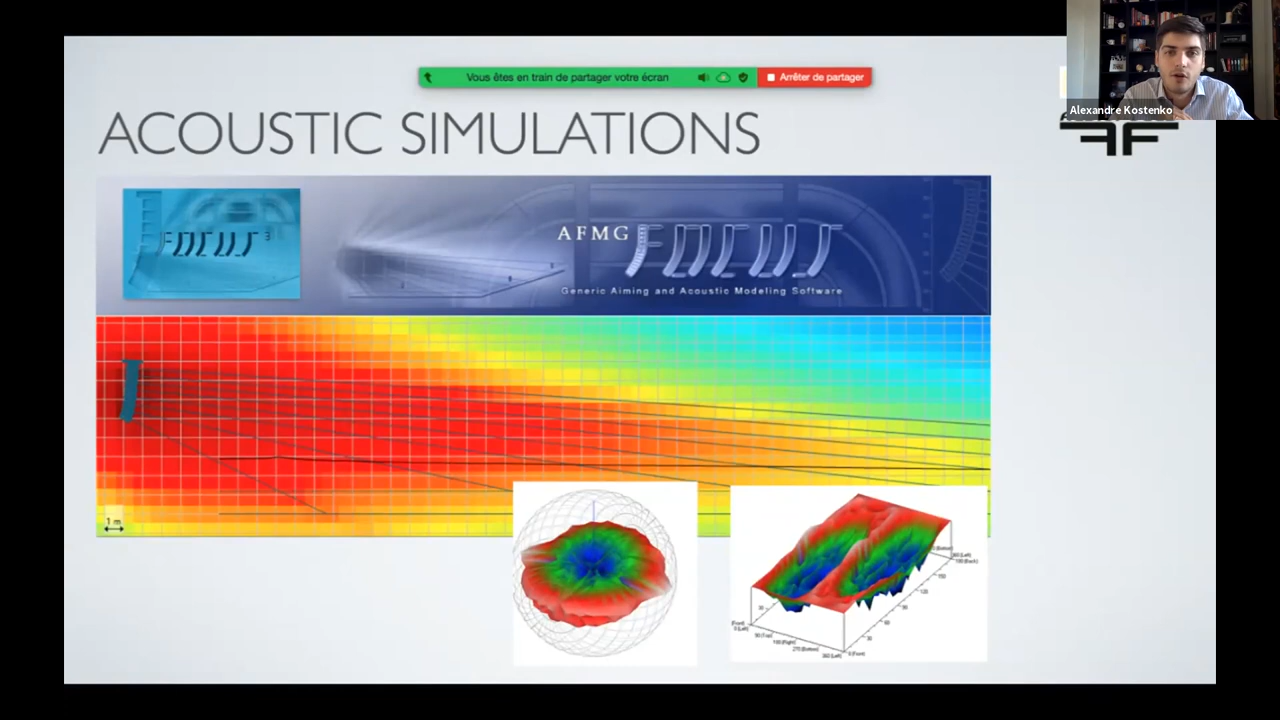 Vous êtes en train de partager votre écran
Arrêter de partager
Alexandre Kostenko
ACOUSTIC SIMULATIONS
FOCUS 3
AFMG FOCUS
Generic Aiming and Acoustic Modeling Software
1 m